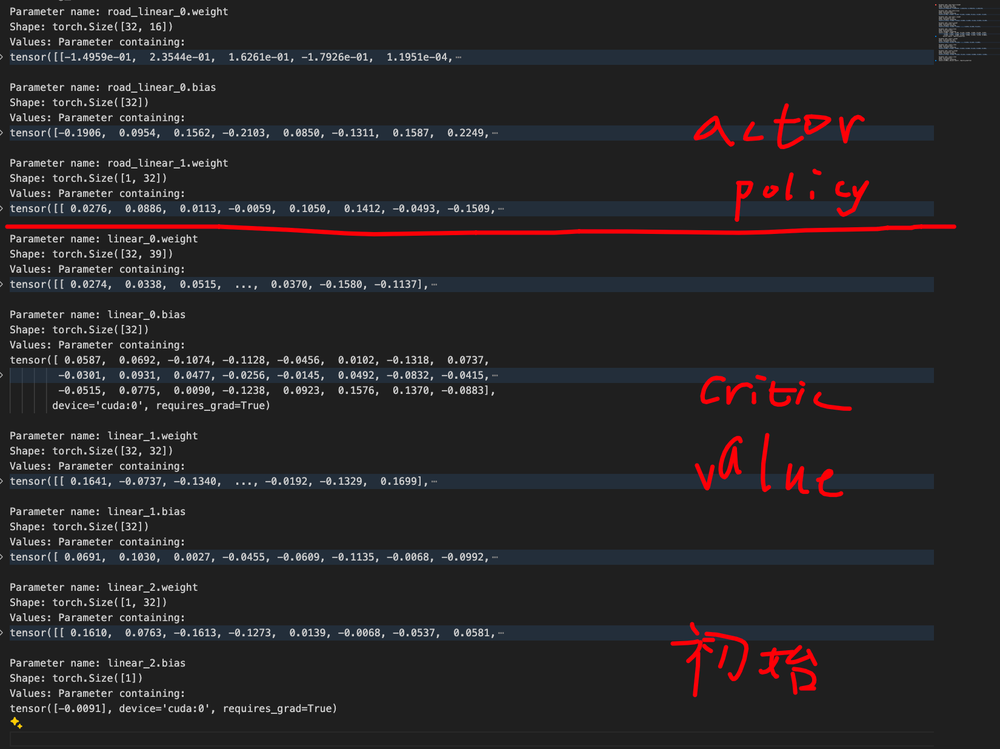 Parameter name: road_linear_0.weight
Shape: torch.Size([32, 16])
Values: Parameter containing:
tensor([[-1.4959e-01,  2.3544e-01,  1.6261e-01, -1.7926e-01,  1.1951e-04,…
Parameter name: road_linear_0.bias
Shape: torch.Size([32])
Values: Parameter containing:
tensor([-0.1906,  0.0954,  0.1562, -0.2103,  0.0850, -0.1311,  0.1587,  0.2249,…
actor
Parameter name: road_linear_1.weight
Shape: torch.Size([1, 32])
Values: Parameter containing:
policy
tensor([[ 0.0276,  0.0886,  0.0113, -0.0059,  0.1050,  0.1412, -0.0493, -0.1509,…
Parameter name: linear_0.weight
Shape: torch.Size([32, 39])
Values: Parameter containing:
tensor([[ 0.0274,  0.0338,  0.0515,  ...,  0.0370, -0.1580, -0.1137],…
Parameter name: linear_0.bias
Shape: torch.Size([32])
Values: Parameter containing:
tensor([ 0.0587,  0.0692, -0.1074, -0.1128, -0.0456,  0.0102, -0.1318,  0.0737,
-0.0301,  0.0931,  0.0477, -0.0256, -0.0145,  0.0492, -0.0832, -0.0415,…
-0.0515,  0.0775,  0.0090, -0.1238,  0.0923,  0.1576,  0.1370, -0.0883],
device='cuda:0', requires_grad=True)
critic
Parameter name: linear_1.weight
Shape: torch.Size([32, 32])
Values: Parameter containing:
value
tensor([[ 0.1641, -0.0737, -0.1340,  ..., -0.0192, -0.1329,  0.1699],…
Parameter name: linear_1.bias
Shape: torch.Size([32])
Values: Parameter containing:
tensor([ 0.0691,  0.1030,  0.0027, -0.0455, -0.0609, -0.1135, -0.0068, -0.0992,…
Parameter name: linear_2.weight
Shape: torch.Size([1, 32])
Values: Parameter containing:
tensor([[ 0.1610,  0.0763, -0.1613, -0.1273,  0.0139, -0.0068, -0.0537,  0.0581,…
初始
Parameter name: linear_2.bias
Shape: torch.Size([1])
Values: Parameter containing:
tensor([-0.0091], device='cuda:0', requires_grad=True)